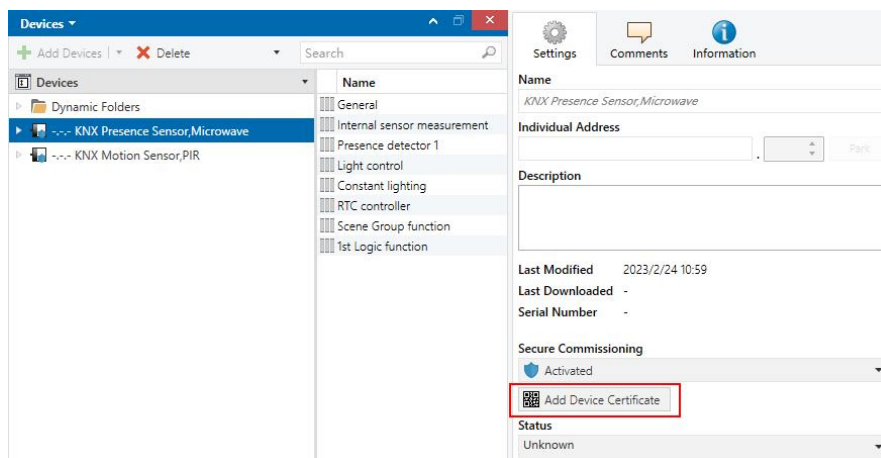 Devices
Add Devices
Delete
Search
Devices
Dynamic Folders
-.-.- KNX Presence Sensor,Microwave
-.-.- KNX Motion Sensor,PIR
Name
General
Internal sensor measurement
Presence detector 1
Light control
Constant lighting
RTC controller
Scene Group function
1st Logic function
Settings
Comments
Information
Name
KNX Presence Sensor,Microwave
Individual Address
. Park
Description
Last Modified 2023/2/24 10:59
Last Downloaded -
Serial Number -
Secure Commissioning
Activated
Add Device Certificate
Status
Unknown